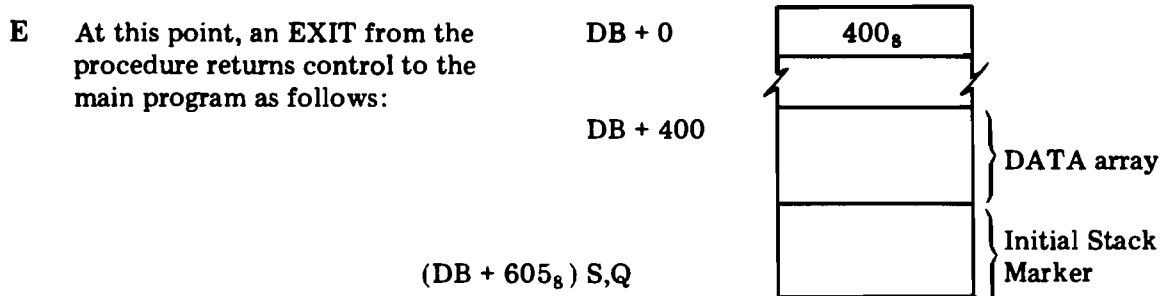 E At this point, an EXIT from the DB + 0 400₈
procedure returns control to the
main program as follows:
DB + 400
DATA array
Initial Stack
Marker
(DB + 605₈) S,Q